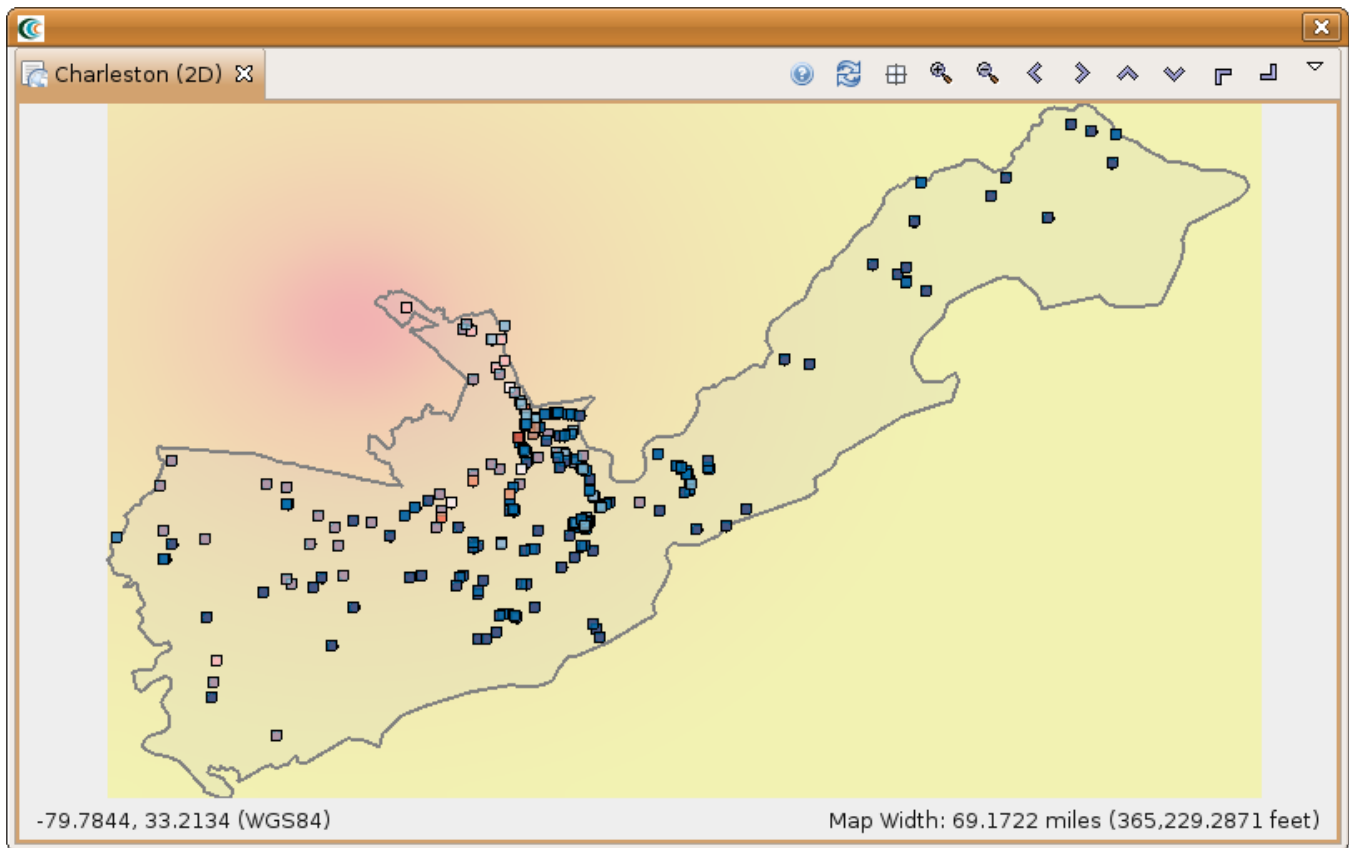 Charleston (2D)
-79.7844, 33.2134 (WGS84)
Map Width: 69.1722 miles (365,229.2871 feet)